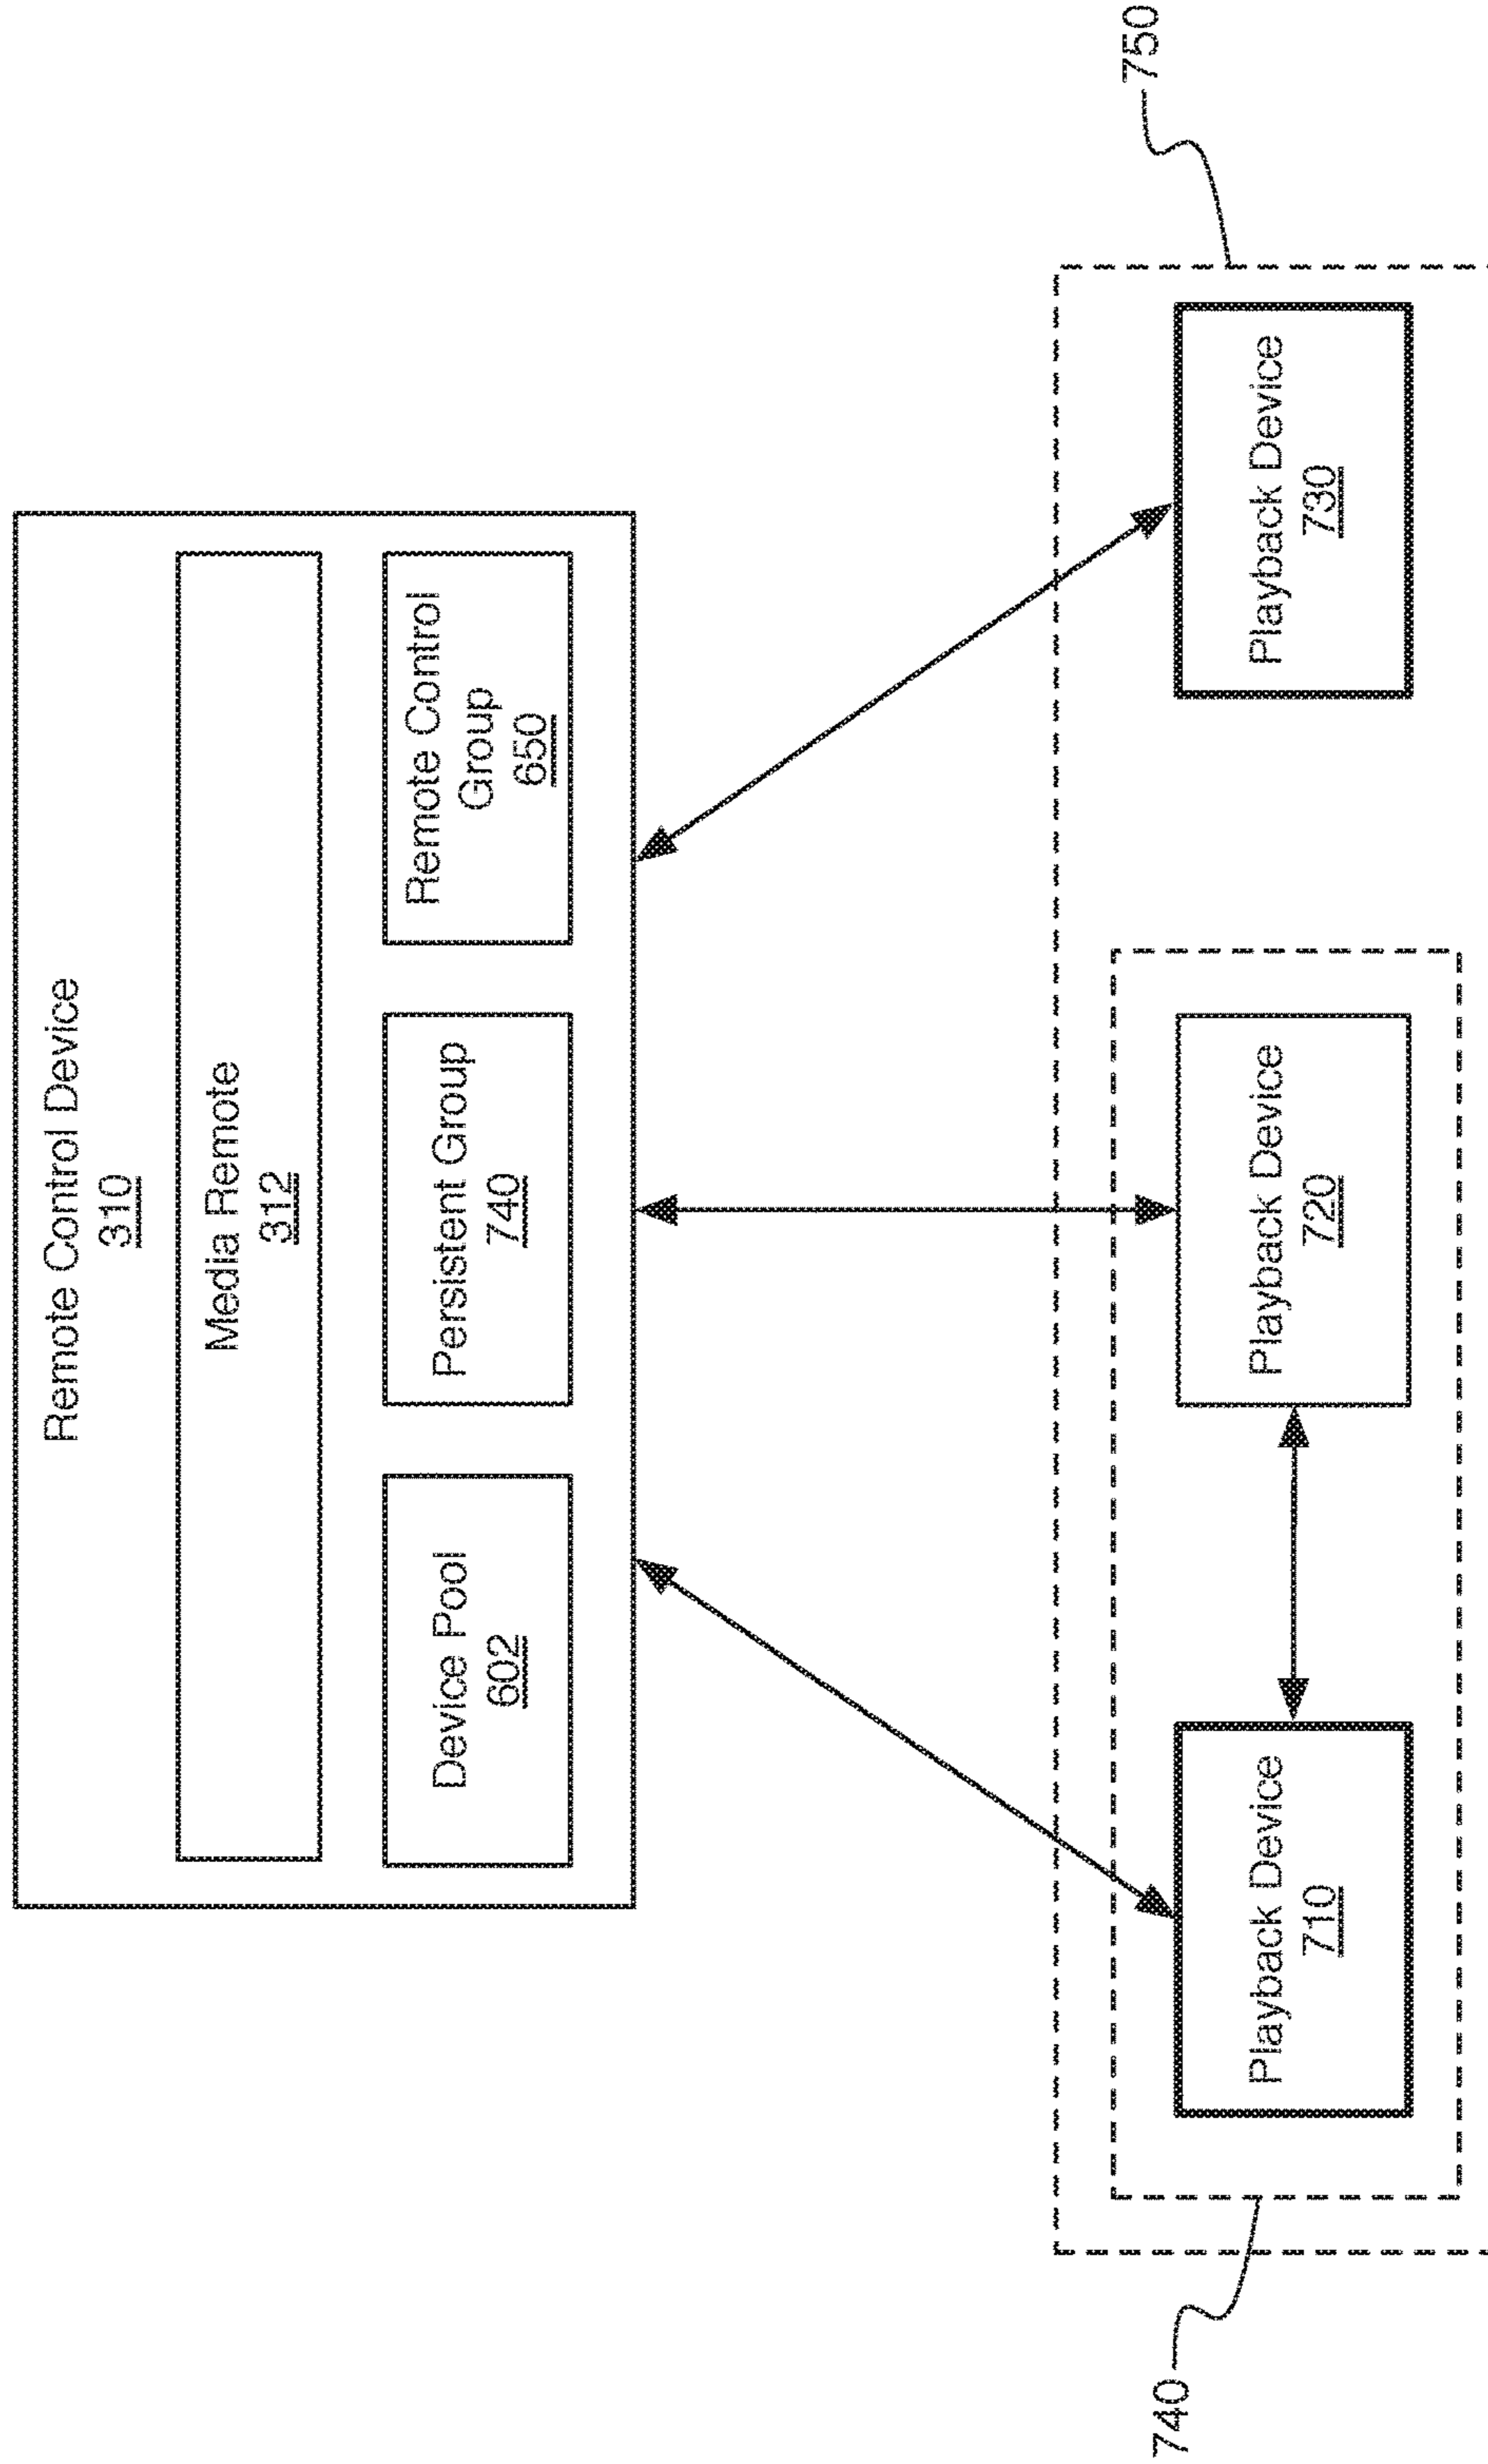 Remote Control Device
310
Media Remote
312
Device Pool
602
Persistent Group
740
Remote Control
Group
650
750
740
Playback Device
710
Playback Device
720
Playback Device
730